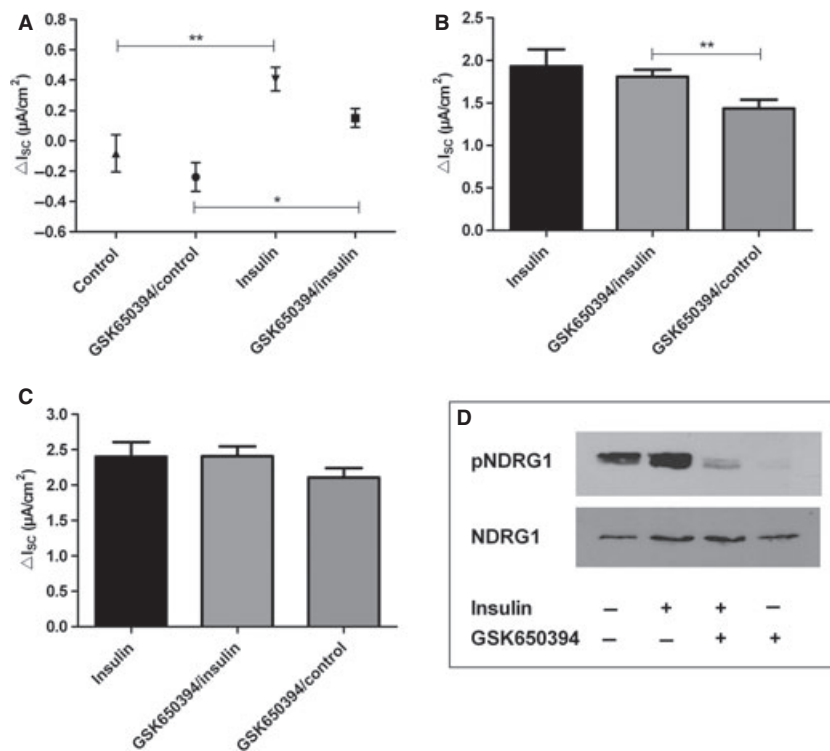 A
△ISC (µA/cm²)
0.8
0.6
0.4
0.2
0.0
–0.2
–0.4
–0.6
**
*
Control
GSK650394/control
Insulin
GSK650394/insulin
B
△ISC (µA/cm²)
2.5
2.0
1.5
1.0
0.5
0.0
**
Insulin
GSK650394/insulin
GSK650394/control
C
△ISC (µA/cm²)
3.0
2.5
2.0
1.5
1.0
0.5
0.0
Insulin
GSK650394/insulin
GSK650394/control
D
pNDRG1
NDRG1
Insulin – + + –
GSK650394 – – + +